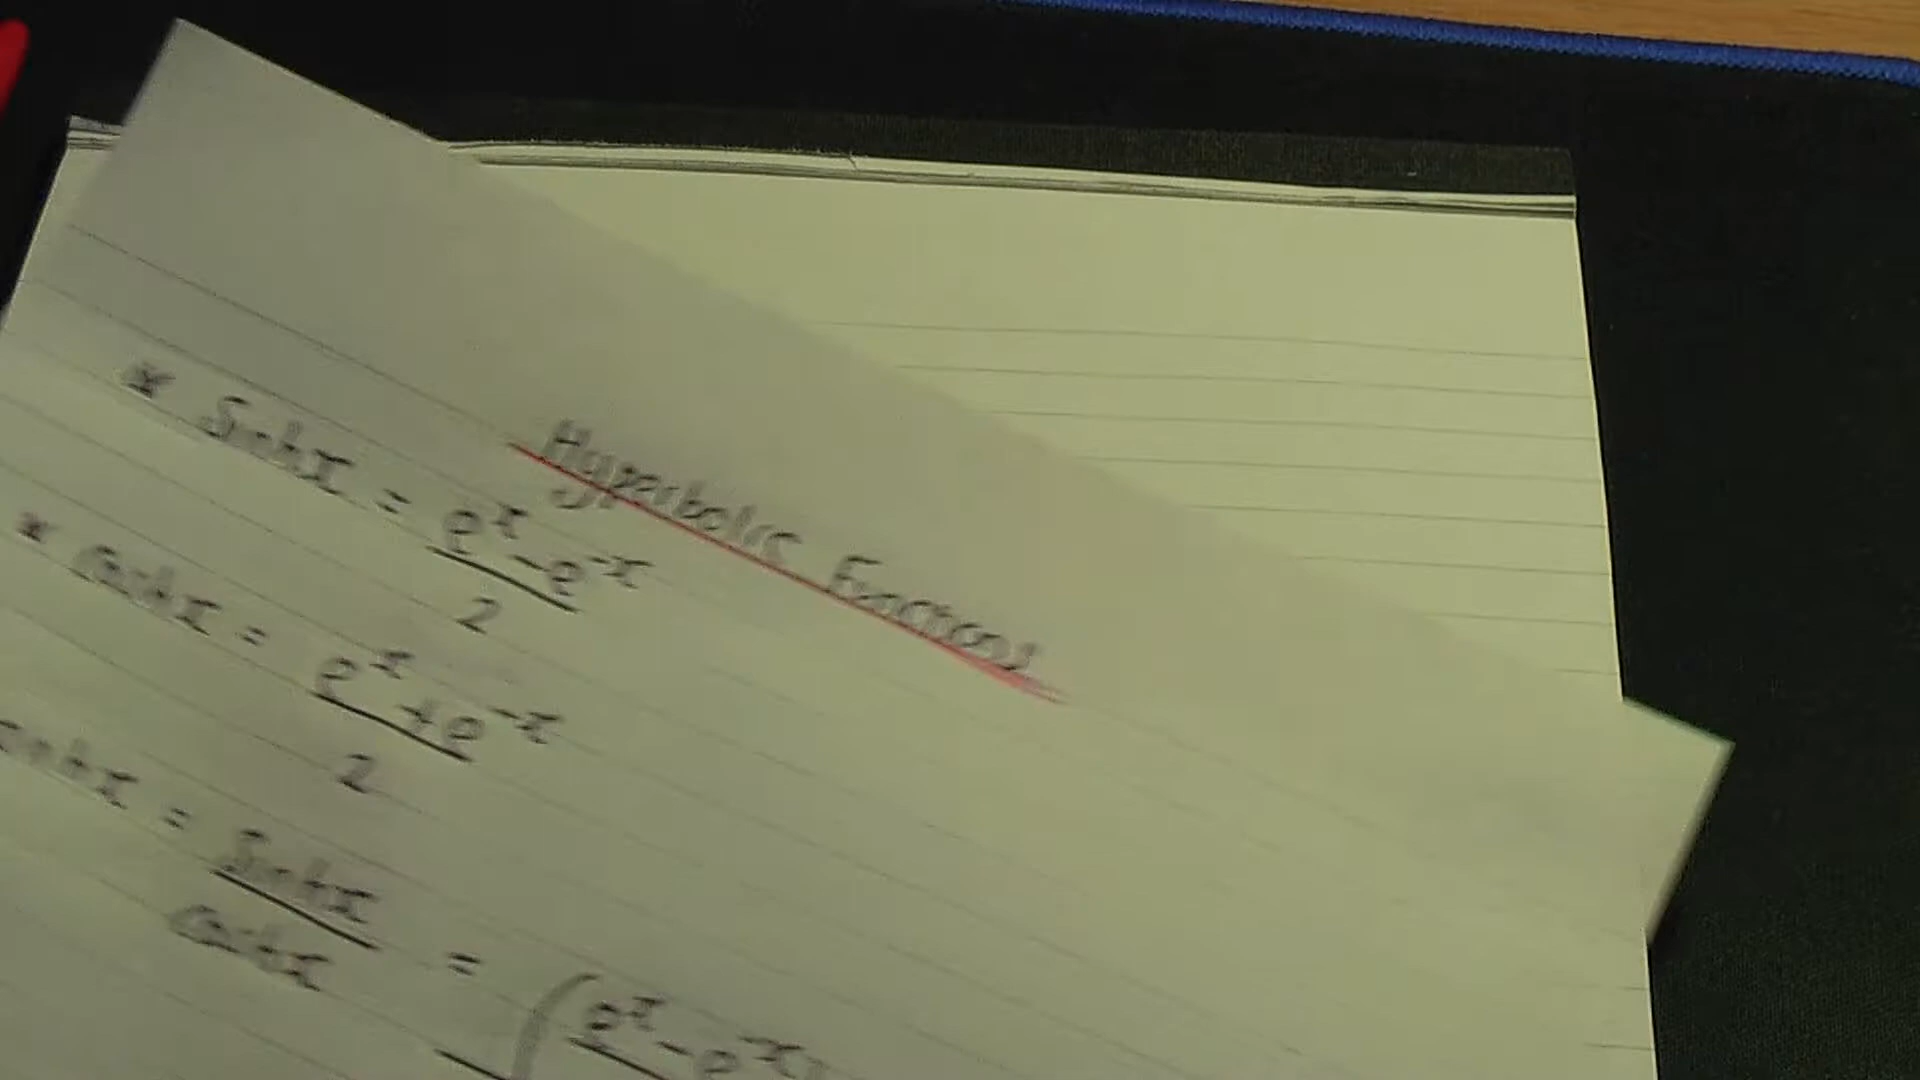 Hyperbolic Functions
* Sinhx = e^x - e^-x / 2
* Coshx = e^x + e^-x / 2
tanhx = Sinhx / Coshx = (e^x - e^-x)